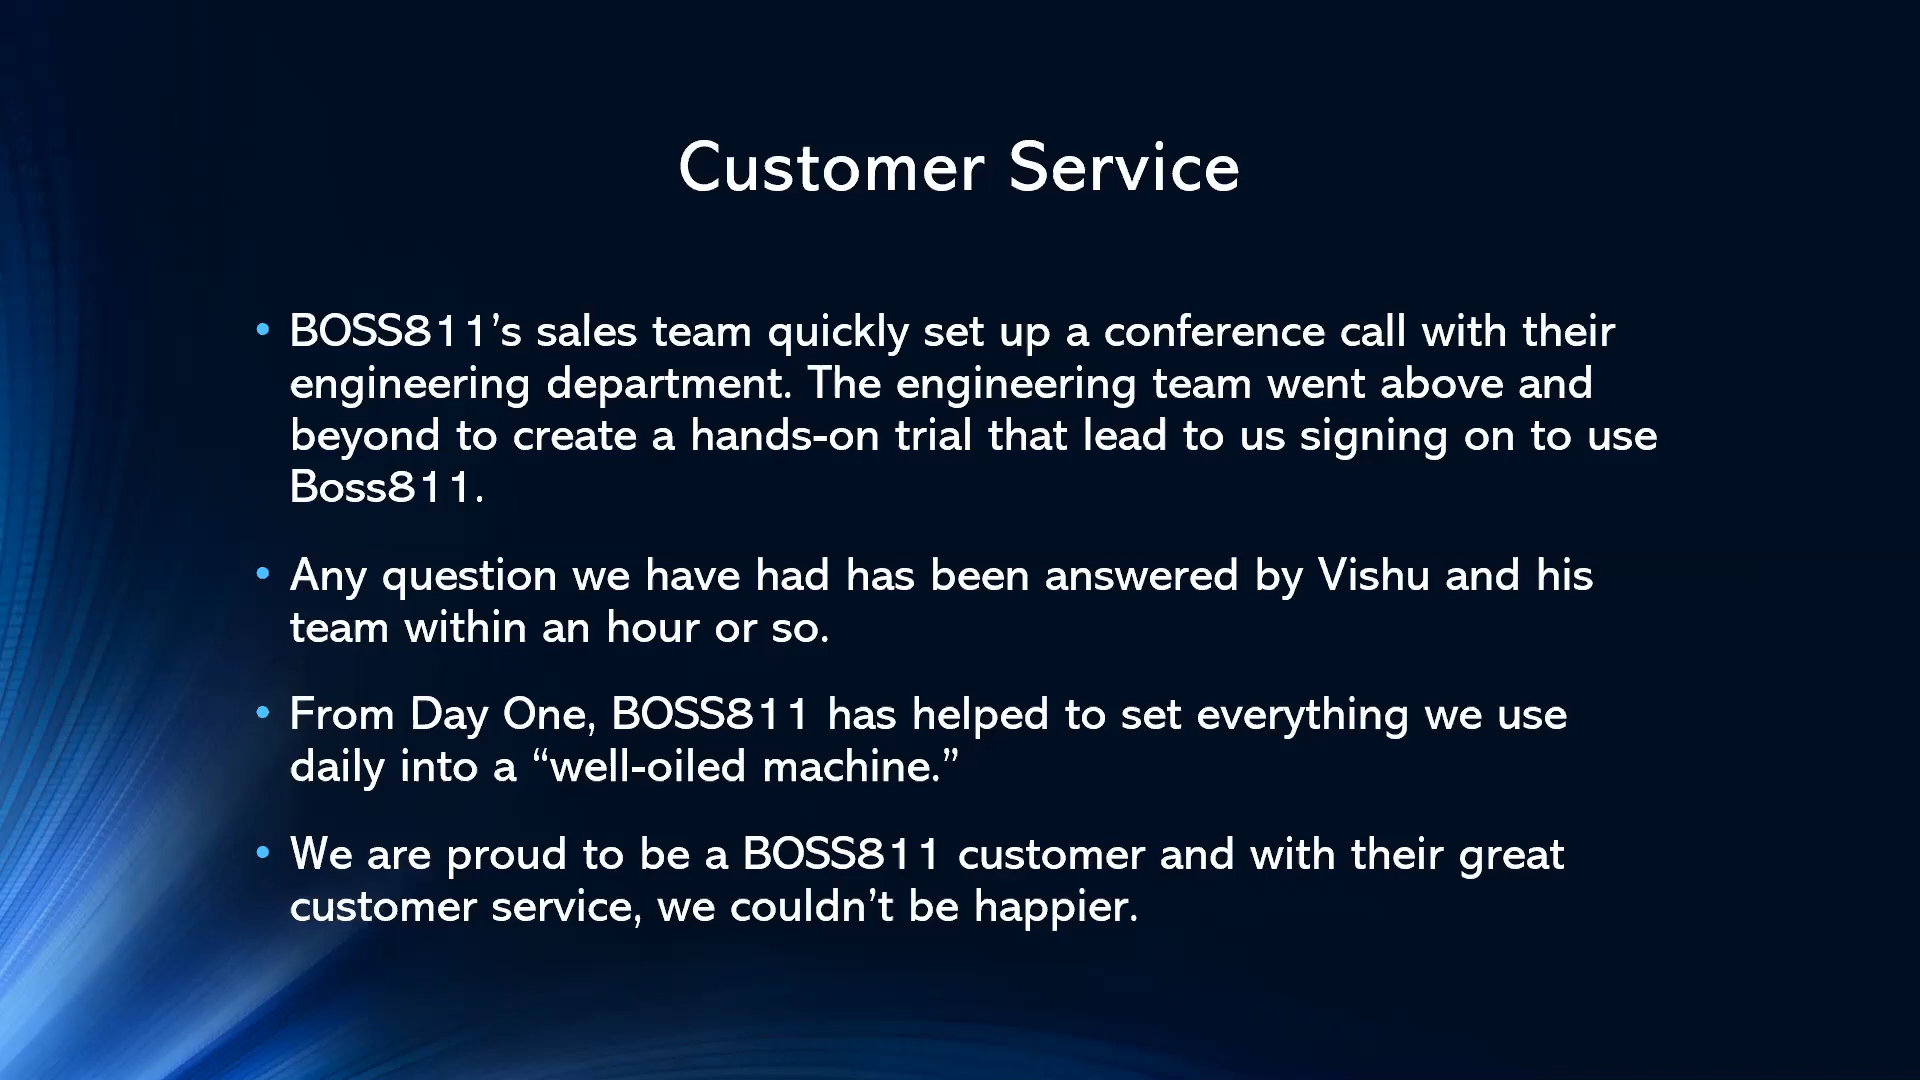 Customer Service
• BOSS811’s sales team quickly set up a conference call with their
engineering department. The engineering team went above and
beyond to create a hands-on trial that lead to us signing on to use
Boss811.
• Any question we have had has been answered by Vishu and his
team within an hour or so.
• From Day One, BOSS811 has helped to set everything we use
daily into a “well-oiled machine.”
• We are proud to be a BOSS811 customer and with their great
customer service, we couldn’t be happier.